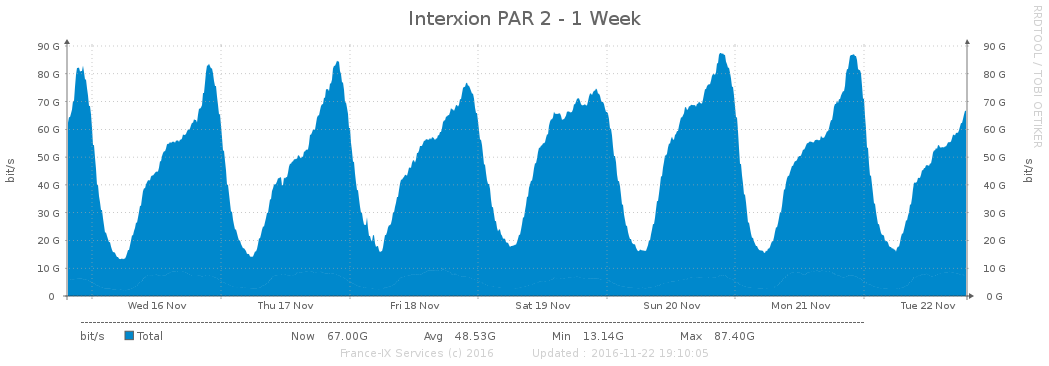 Interxion PAR 2 - 1 Week
RRDTOOL / TOBI OETIKER
90 G 90 G
80 G 80 G
70 G 70 G
60 G 60 G
50 G 50 G
40 G 40 G
30 G 30 G
20 G 20 G
10 G 10 G
0 0 G
bit/s bit/s
Wed 16 Nov Thu 17 Nov Fri 18 Nov Sat 19 Nov Sun 20 Nov Mon 21 Nov Tue 22 Nov
bit/s Total Now 67.00G Avg 48.53G Min 13.14G Max 87.40G
France-IX Services (c) 2016 Updated : 2016-11-22 19:10:05